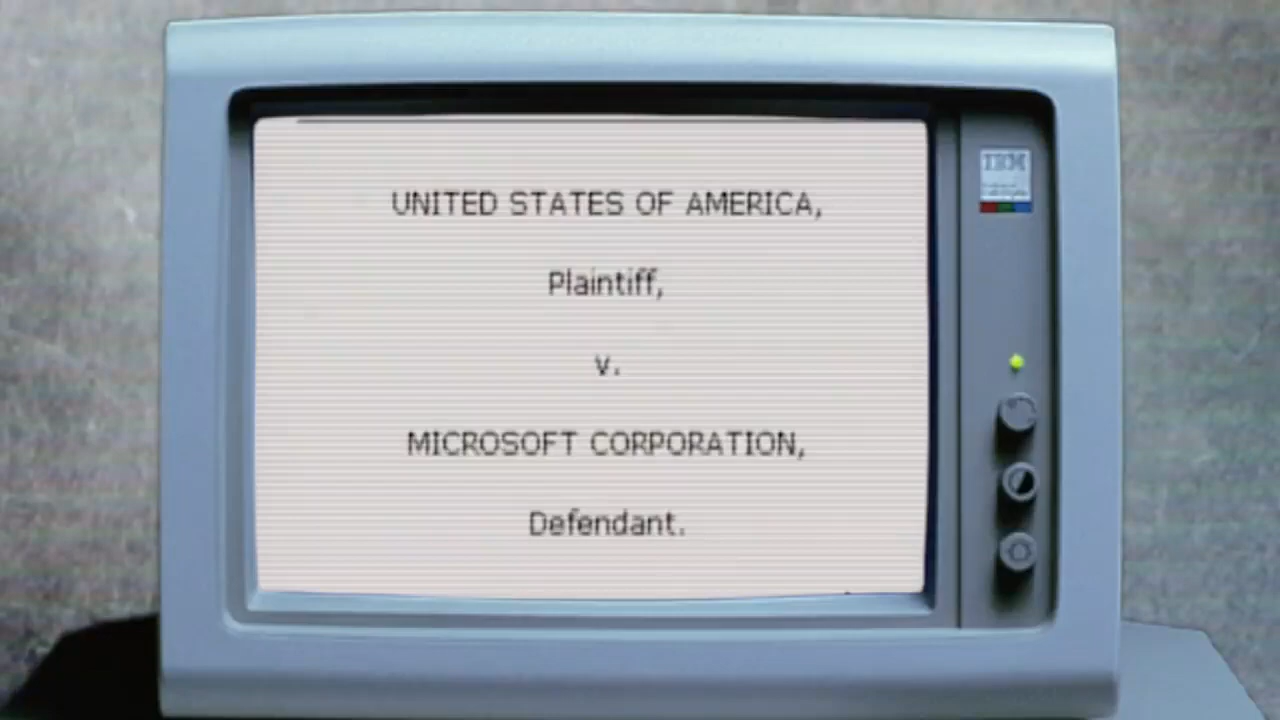 UNITED STATES OF AMERICA,
IBM
Plaintiff,
v.
MICROSOFT CORPORATION,
Defendant.